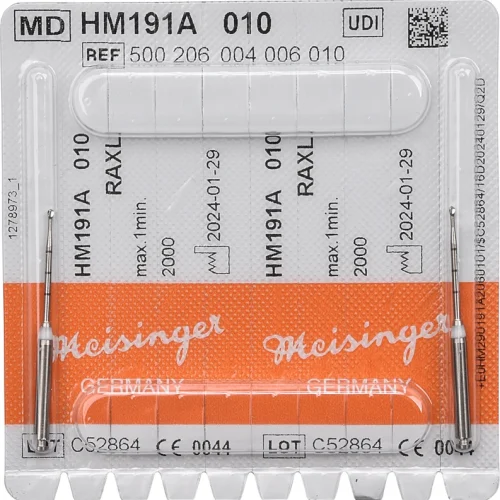 MD HM191A 010 UDI
REF 500 206 004 006 010
HM191A 010
RAXL
max.1min.
2000
2024-01-29
HM191A 010
RAXL
max.1min.
2000
2024-01-29
1278973_1
Meisinger
GERMANY
Meisinger
GERMANY
LOT C52864 CE 0044
LOT C52864 CE 0044